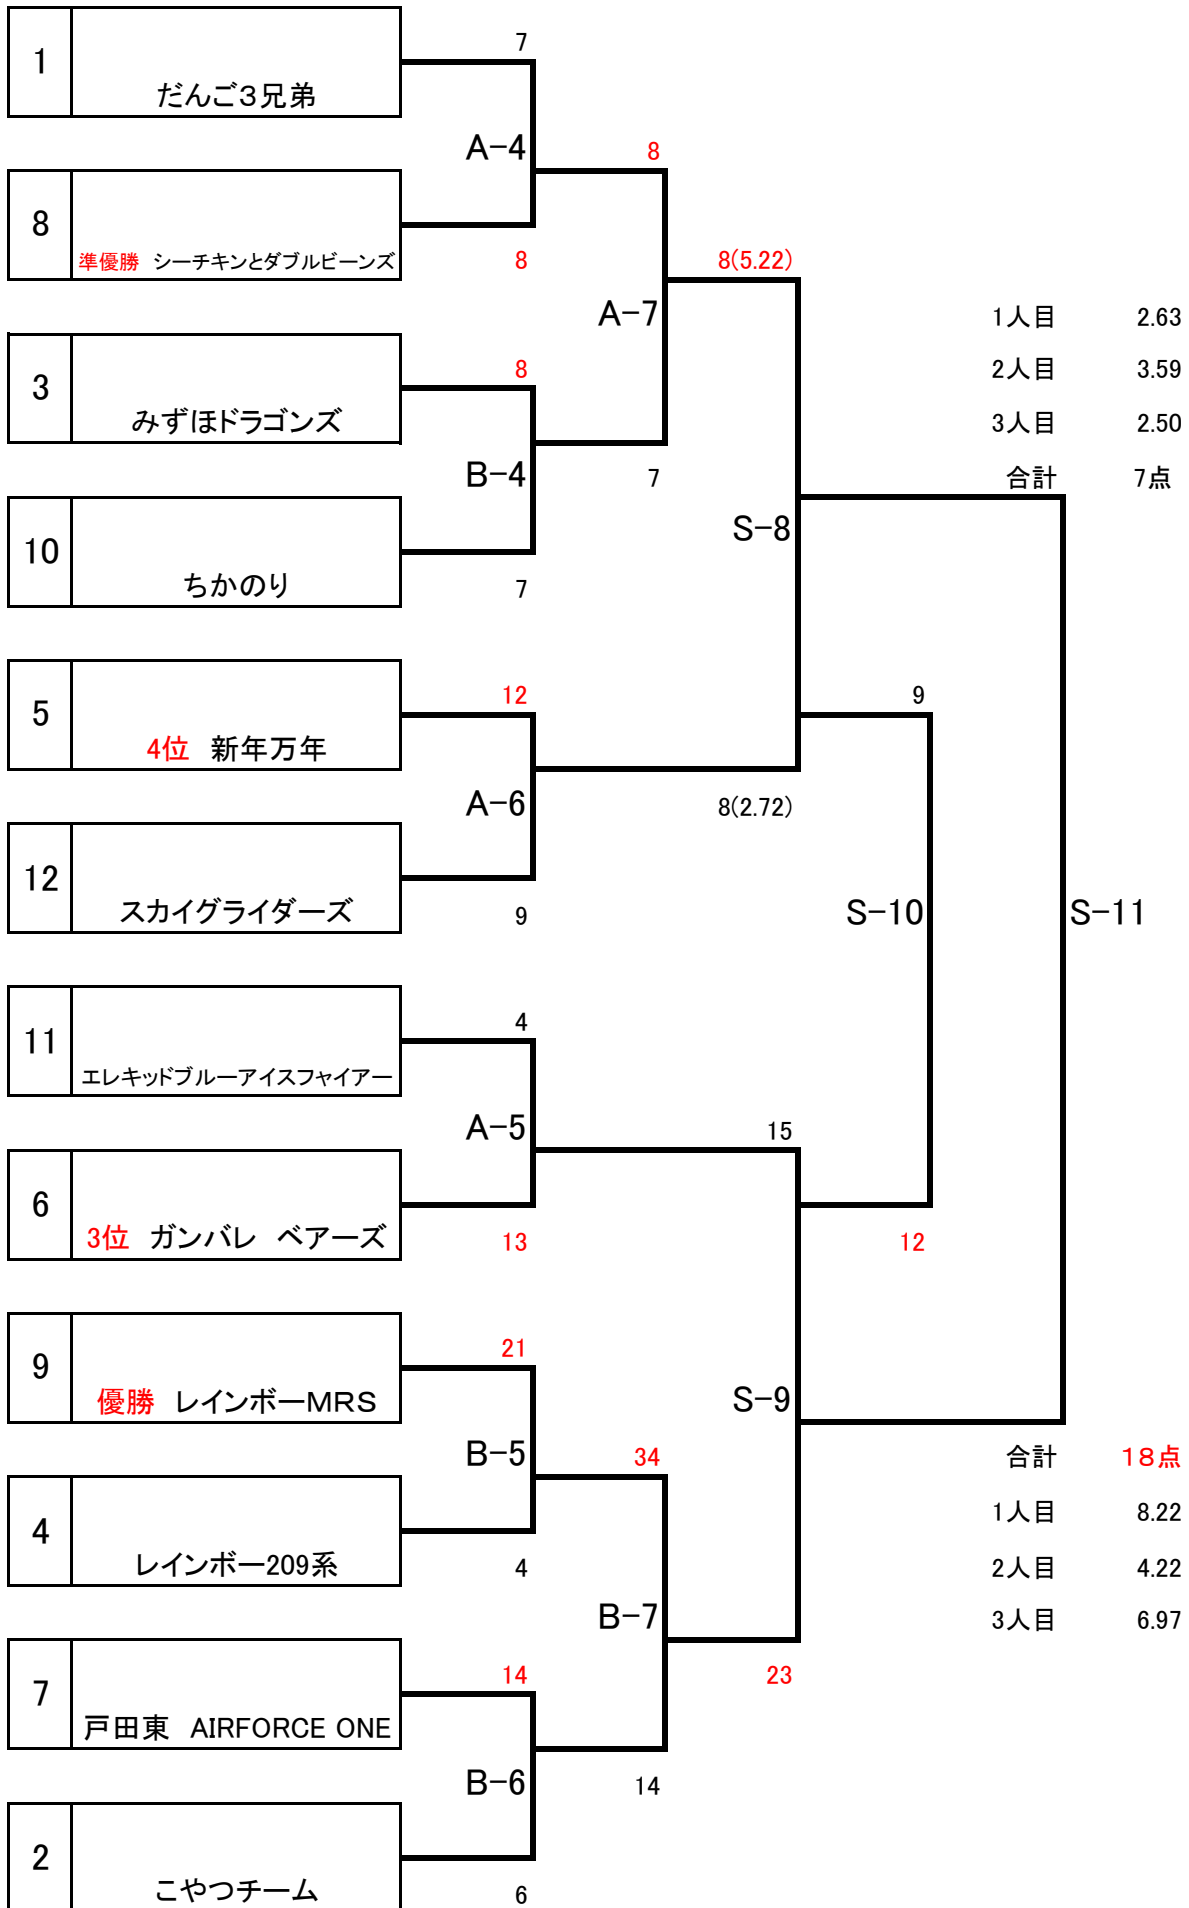 7
1
だんご3兄弟
A-4
8
8
準優勝 シーチキンとダブルビーンズ
8
8(5.22)
A-7
1人目 2.63
3
みずほドラゴンズ
8
2人目 3.59
3人目 2.50
B-4
7
合計 7点
S-8
10
ちかのり
7
5
4位 新年万年
12
9
A-6
8(2.72)
12
スカイグライダーズ
9
S-10
S-11
11
エレキッドブルーアイスファイアー
4
A-5
15
6
3位 ガンバレ ベアーズ
13
12
9
優勝 レインボーMRS
21
S-9
B-5
34
合計 18点
1人目 8.22
4
レインボー209系
4
2人目 4.22
B-7
3人目 6.97
7
戸田東 AIRFORCE ONE
14
23
B-6
14
2
こやつチーム
6